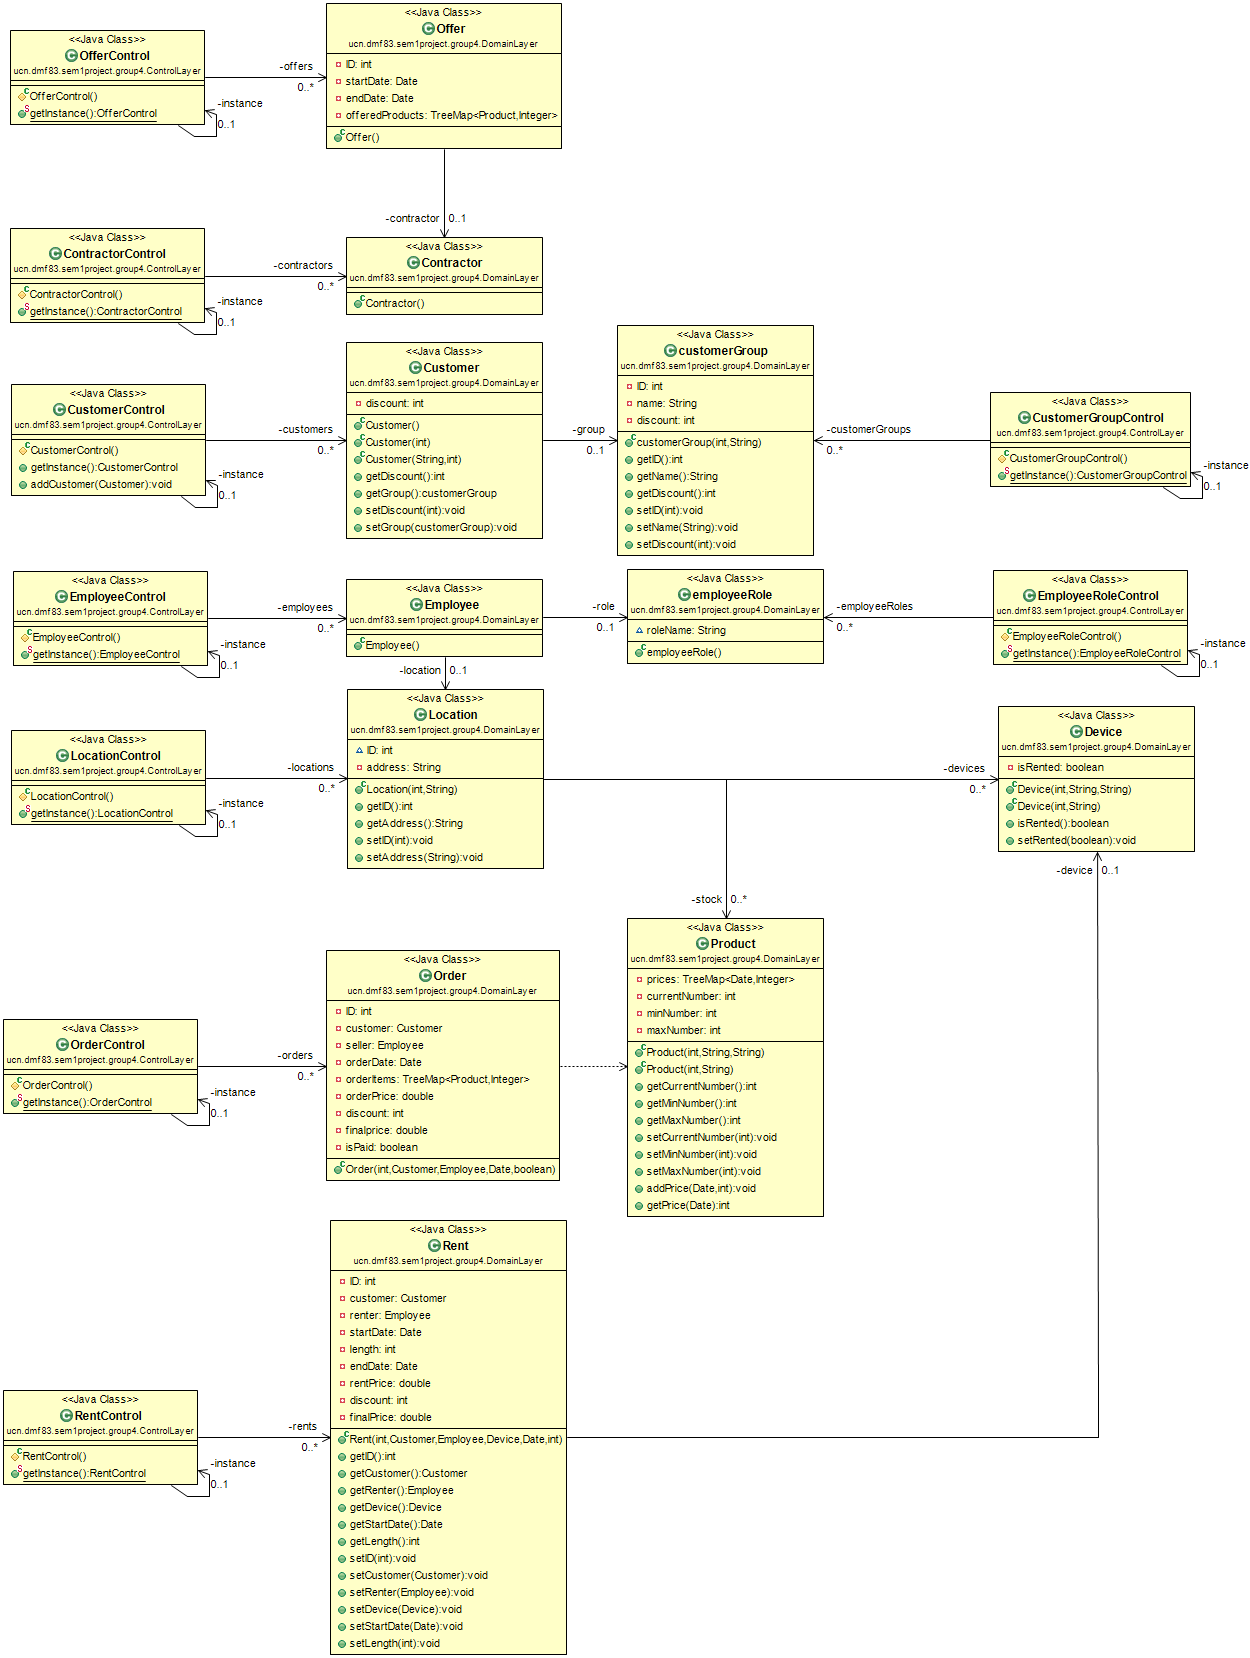 <<Java Class>>
OfferControl
ucn.dmf83.sem1project.group4.ControlLayer
OfferControl()
getInstance():OfferControl
-instance
0..1
-offers
0..*
<<Java Class>>
Offer
ucn.dmf83.sem1project.group4.DomainLayer
ID: int
startDate: Date
endDate: Date
offeredProducts: TreeMap<Product,Integer>
Offer()
-contractor
0..1
<<Java Class>>
ContractorControl
ucn.dmf83.sem1project.group4.ControlLayer
ContractorControl()
getInstance():ContractorControl
-instance
0..1
-contractors
0..*
<<Java Class>>
Contractor
ucn.dmf83.sem1project.group4.DomainLayer
Contractor()
<<Java Class>>
CustomerControl
ucn.dmf83.sem1project.group4.ControlLayer
CustomerControl()
getInstance():CustomerControl
addCustomer(Customer):void
-instance
0..1
-customers
0..*
<<Java Class>>
Customer
ucn.dmf83.sem1project.group4.DomainLayer
discount: int
Customer()
Customer(int)
Customer(String,int)
getDiscount():int
getGroup():customerGroup
setDiscount(int):void
setGroup(customerGroup):void
-group
0..1
<<Java Class>>
customerGroup
ucn.dmf83.sem1project.group4.DomainLayer
ID: int
name: String
discount: int
customerGroup(int,String)
getID():int
getName():String
getDiscount():int
setID(int):void
setName(String):void
setDiscount(int):void
-customerGroups
0..*
<<Java Class>>
CustomerGroupControl
ucn.dmf83.sem1project.group4.ControlLayer
CustomerGroupControl()
getInstance():CustomerGroupControl
-instance
0..1
<<Java Class>>
EmployeeControl
ucn.dmf83.sem1project.group4.ControlLayer
EmployeeControl()
getInstance():EmployeeControl
-instance
0..1
-employees
0..*
<<Java Class>>
Employee
ucn.dmf83.sem1project.group4.DomainLayer
Employee()
-role
0..1
<<Java Class>>
employeeRole
ucn.dmf83.sem1project.group4.DomainLayer
roleName: String
employeeRole()
-employeeRoles
0..*
<<Java Class>>
EmployeeRoleControl
ucn.dmf83.sem1project.group4.ControlLayer
EmployeeRoleControl()
getInstance():EmployeeRoleControl
-instance
0..1
-location
0..1
<<Java Class>>
LocationControl
ucn.dmf83.sem1project.group4.ControlLayer
LocationControl()
getInstance():LocationControl
-instance
0..1
-locations
0..*
<<Java Class>>
Location
ucn.dmf83.sem1project.group4.DomainLayer
ID: int
address: String
Location(int,String)
getID():int
getAddress():String
setID(int):void
setAddress(String):void
-devices
0..*
<<Java Class>>
Device
ucn.dmf83.sem1project.group4.DomainLayer
isRented: boolean
Device(int,String,String)
Device(int,String)
isRented():boolean
setRented(boolean):void
-device
0..1
-stock
0..*
<<Java Class>>
Product
ucn.dmf83.sem1project.group4.DomainLayer
prices: TreeMap<Date,Integer>
currentNumber: int
minNumber: int
maxNumber: int
Product(int,String,String)
Product(int,String)
getCurrentNumber():int
getMinNumber():int
getMaxNumber():int
setCurrentNumber(int):void
setMinNumber(int):void
setMaxNumber(int):void
addPrice(Date,int):void
getPrice(Date):int
<<Java Class>>
OrderControl
ucn.dmf83.sem1project.group4.ControlLayer
OrderControl()
getInstance():OrderControl
-instance
0..1
-orders
0..*
<<Java Class>>
Order
ucn.dmf83.sem1project.group4.DomainLayer
ID: int
customer: Customer
seller: Employee
orderDate: Date
orderItems: TreeMap<Product,Integer>
orderPrice: double
discount: int
finalprice: double
isPaid: boolean
Order(int,Customer,Employee,Date,boolean)
<<Java Class>>
RentControl
ucn.dmf83.sem1project.group4.ControlLayer
RentControl()
getInstance():RentControl
-instance
0..1
-rents
0..*
<<Java Class>>
Rent
ucn.dmf83.sem1project.group4.DomainLayer
ID: int
customer: Customer
renter: Employee
startDate: Date
length: int
endDate: Date
rentPrice: double
discount: int
finalPrice: double
Rent(int,Customer,Employee,Device,Date,int)
getID():int
getCustomer():Customer
getRenter():Employee
getDevice():Device
getStartDate():Date
getLength():int
setID(int):void
setCustomer(Customer):void
setRenter(Employee):void
setDevice(Device):void
setStartDate(Date):void
setLength(int):void